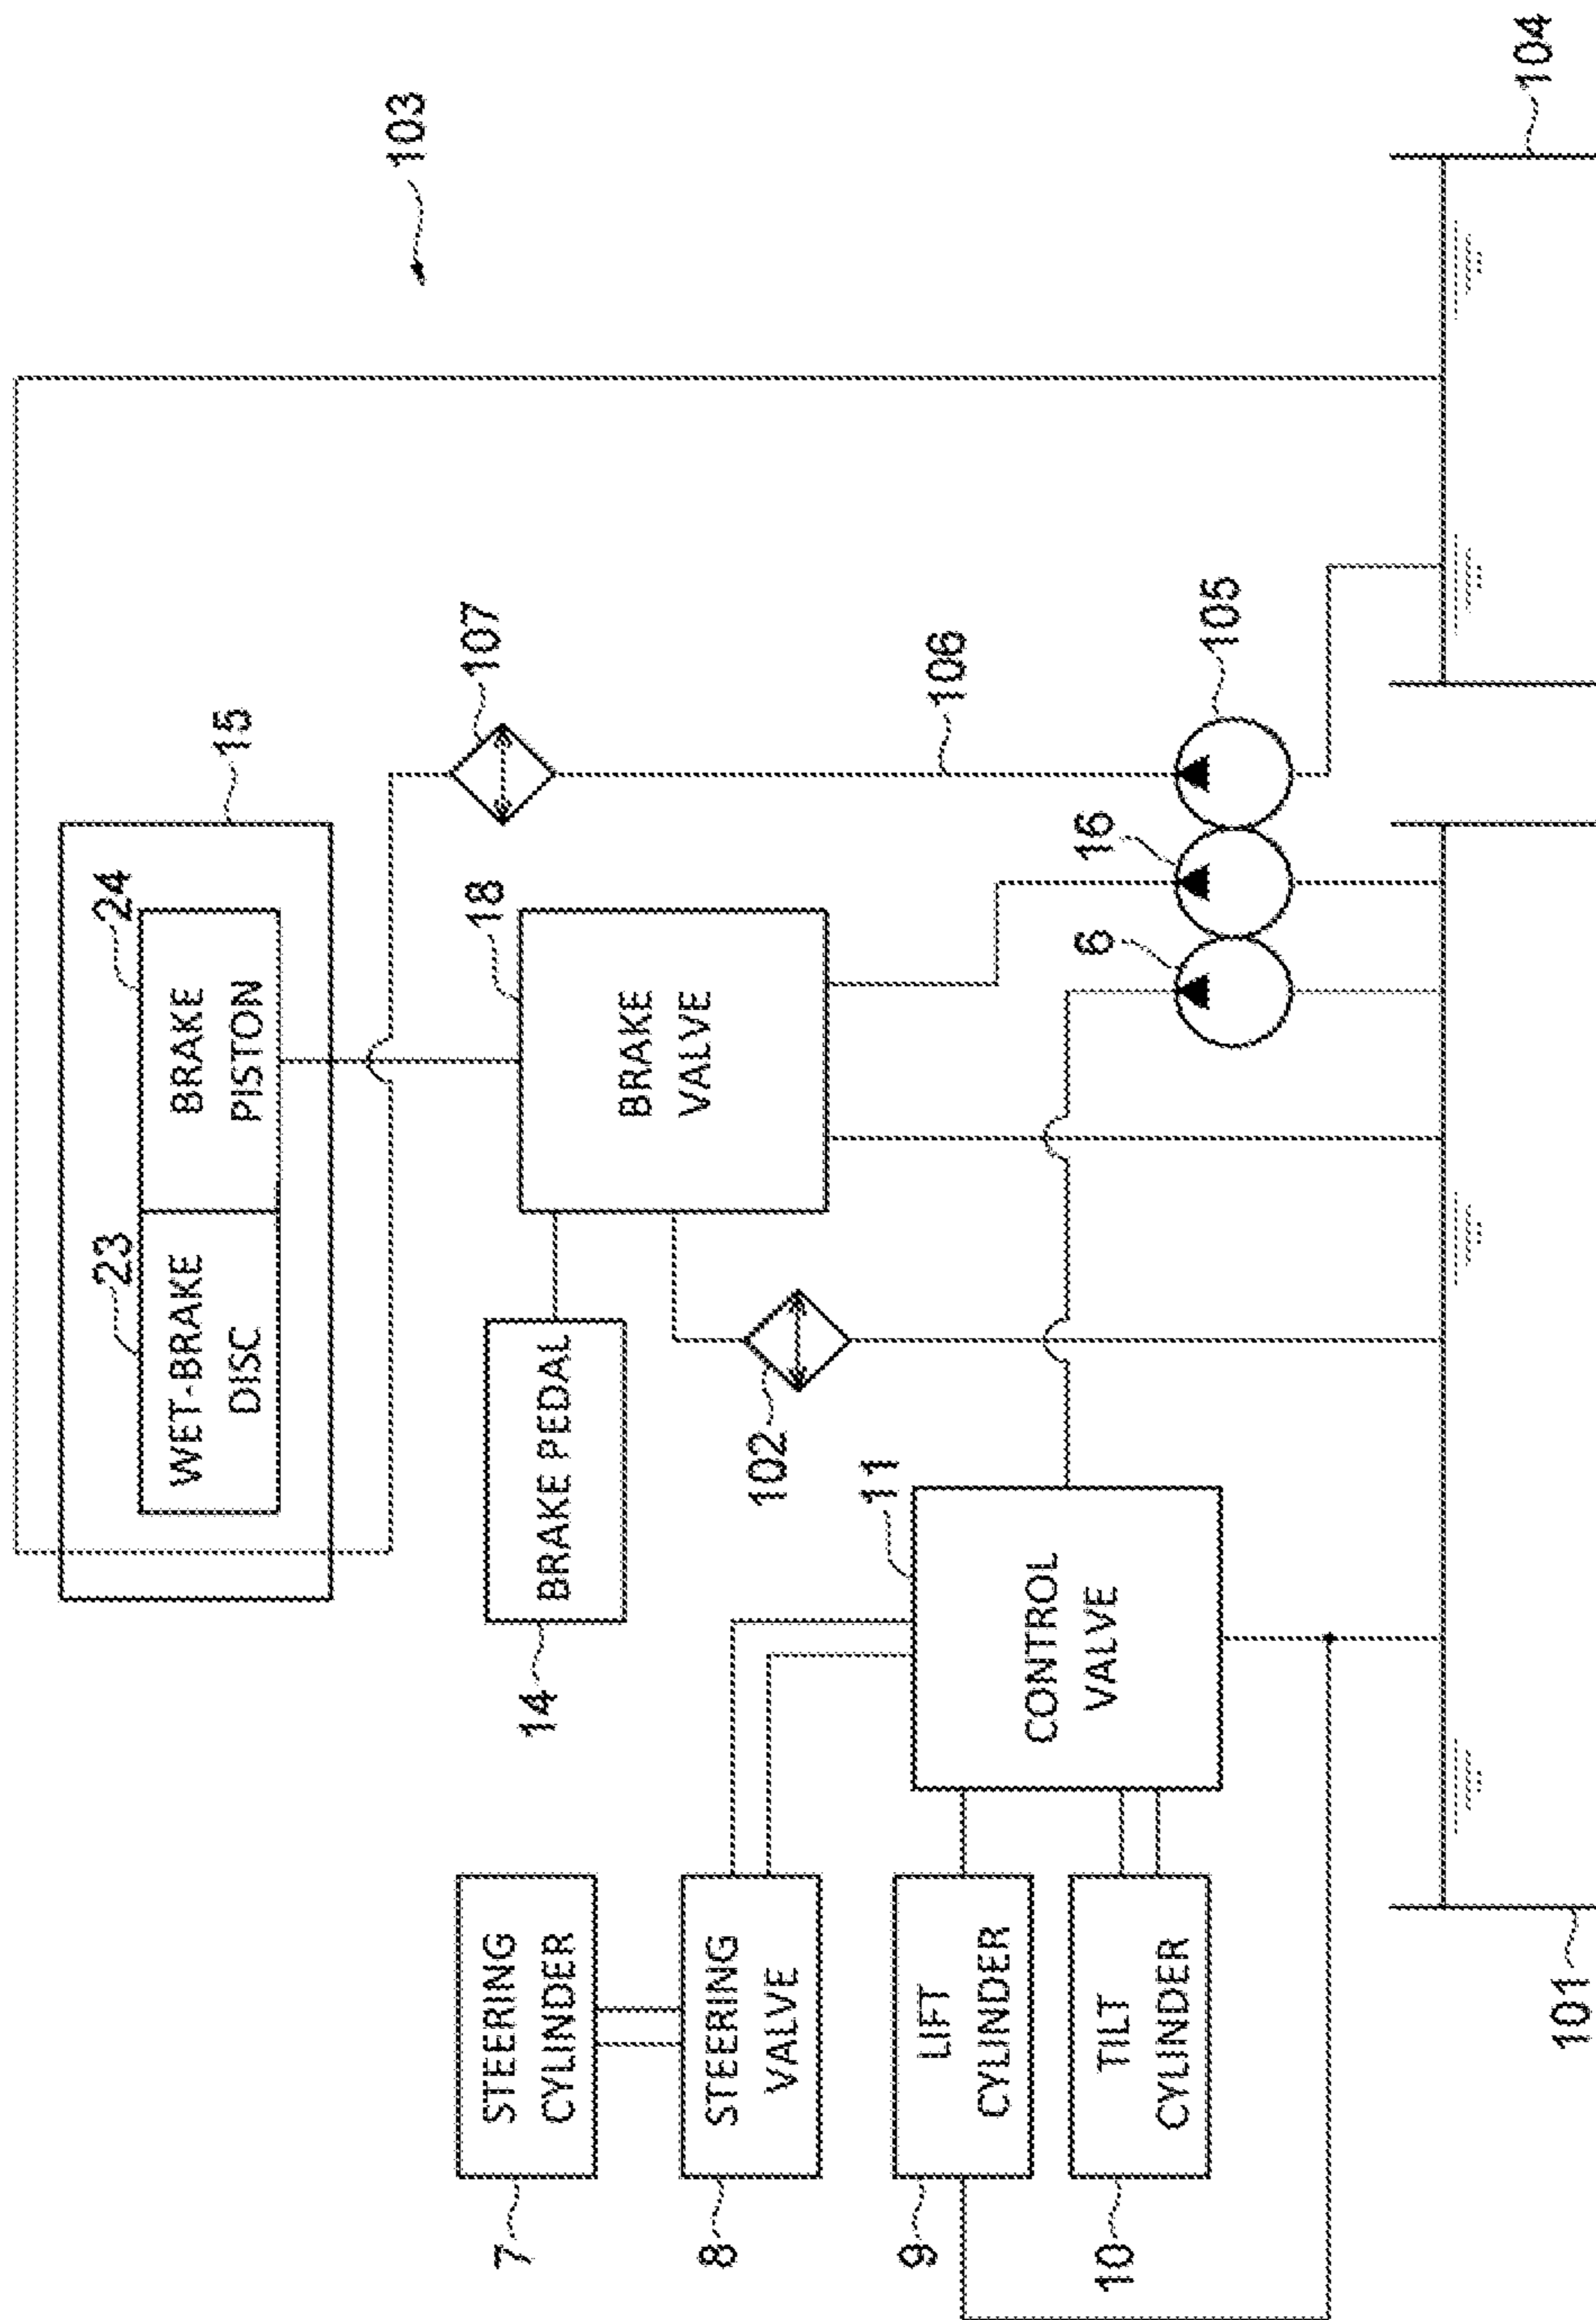 103
15
23
24
WET-BRAKE
DISC
BRAKE
PISTON
107
7
STEERING
CYLINDER
14
BRAKE PEDAL
18
BRAKE
VALVE
8
STEERING
VALVE
102
106
9
LIFT
CYLINDER
11
CONTROL
VALVE
10
TILT
CYLINDER
6
16
105
101
104